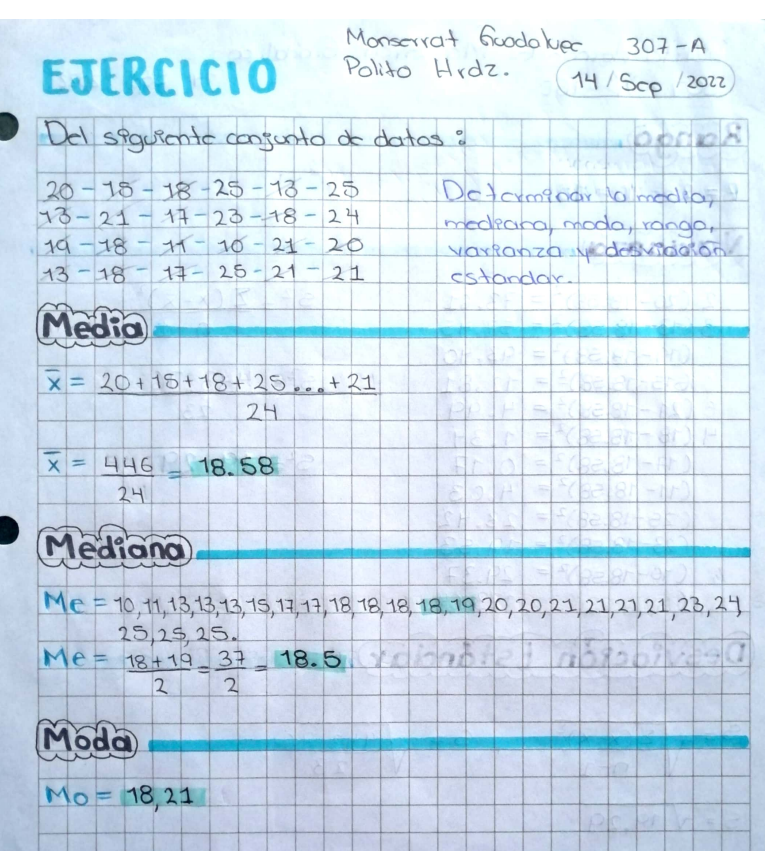 Monserrat Guadalupe 307-A
EJERCICIO Polito Hrdz. 14/Sep/2022
Del siguiente conjunto de datos:
20-15-18-25-13-25 Determinar la media,
13-21-17-23-18-24 mediana, moda, rango,
19-18-11-10-21-20 varianza y desviación
13-18-17-25-21-21 estandar.
Media
x̄ = 20+15+18+25...+21
24
x̄ = 446 = 18.58
24
Mediana
Me = 10,11,13,13,13,15,17,17,18,18,18,18,19,20,20,21,21,21,21,23,24,
25,25,25.
Me = 18+19 = 37 = 18.5
2 2
Moda
Mo = 18,21